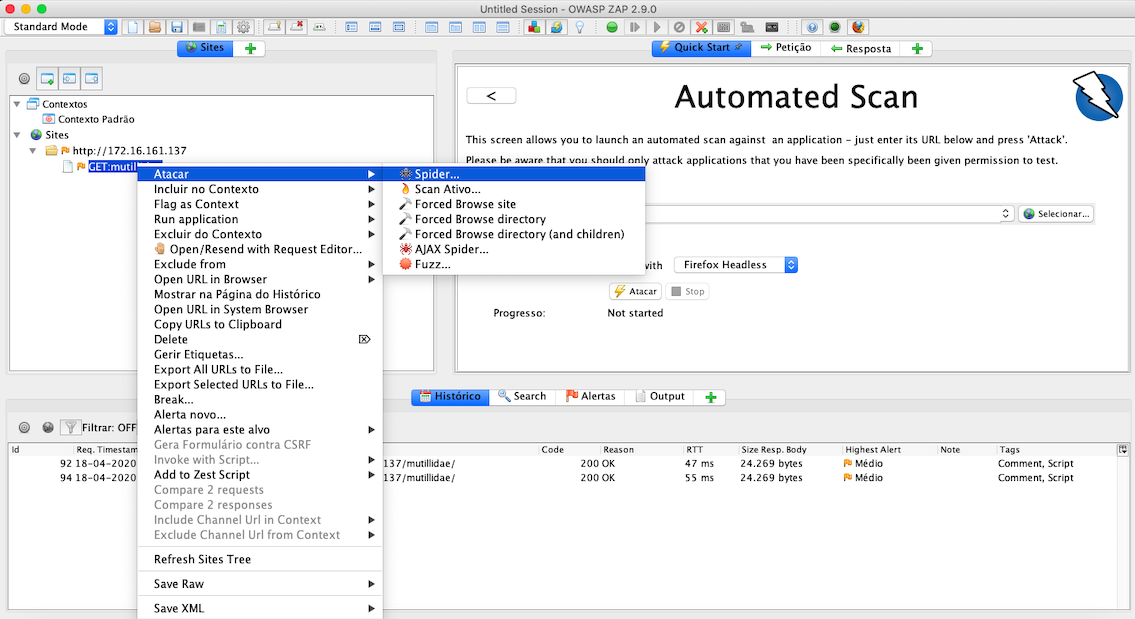 Untitled Session - OWASP ZAP 2.9.0
Standard Mode
Sites
Quick Start
Petição
Resposta
Contextos
Contexto Padrão
Sites
http://172.16.161.137
GET:mutilli
<
Automated Scan
This screen allows you to launch an automated scan against an application - just enter its URL below and press 'Attack'.
Please be aware that you should only attack applications that you have been specifically been given permission to test.
Selecionar...
with
Firefox Headless
Atacar
Stop
Progresso:
Not started
Atacar
Incluir no Contexto
Flag as Context
Run application
Excluir do Contexto
Open/Resend with Request Editor...
Exclude from
Open URL in Browser
Mostrar na Página do Histórico
Open URL in System Browser
Copy URLs to Clipboard
Delete
Gerir Etiquetas...
Export All URLs to File...
Export Selected URLs to File...
Break...
Alerta novo...
Alertas para este alvo
Gera Formulário contra CSRF
Invoke with Script...
Add to Zest Script
Compare 2 requests
Compare 2 responses
Include Channel Url in Context
Exclude Channel Url from Context
Refresh Sites Tree
Save Raw
Save XML
Spider...
Scan Ativo...
Forced Browse site
Forced Browse directory
Forced Browse directory (and children)
AJAX Spider...
Fuzz...
Histórico
Search
Alertas
Output
Filtrar: OFF
Id Req. Timestam Code Reason RTT Size Resp. Body Highest Alert Note Tags
92 18-04-2020 137/mutillidae/ 200 OK 47 ms 24.269 bytes Médio Comment, Script
94 18-04-2020 137/mutillidae/ 200 OK 55 ms 24.269 bytes Médio Comment, Script